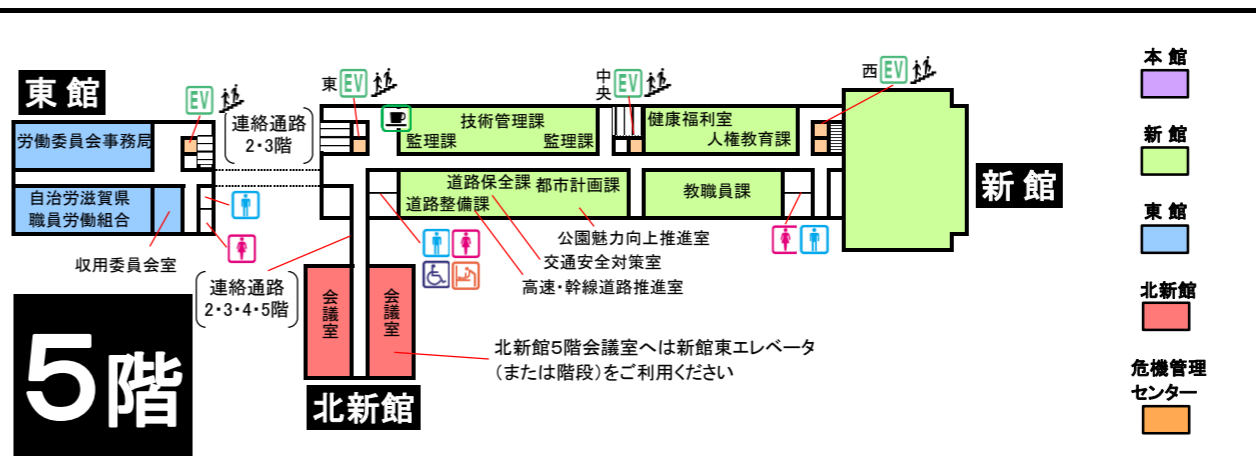 東館
EV
連絡通路
2・3階
労働委員会事務局
自治労滋賀県
職員労働組合
収用委員会室
連絡通路
2・3・4・5階
5階
東
EV
技術管理課
監理課
監理課
中央
EV
健康福利室
人権教育課
西
EV
新館
道路保全課
都市計画課
道路整備課
教職員課
公園魅力向上推進室
交通安全対策室
高速・幹線道路推進室
会議室
会議室
北新館5階会議室へは新館東エレベータ
(または階段)をご利用ください
北新館
本館
新館
東館
北新館
危機管理
センター